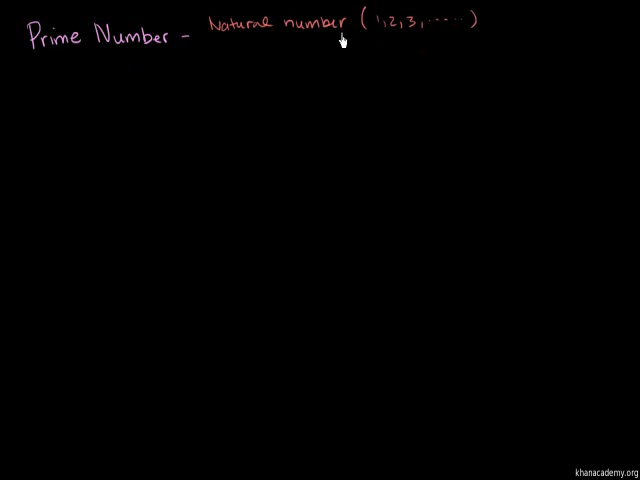 Prime Number - Natural number (1,2,3,.....)
khanacademy.org